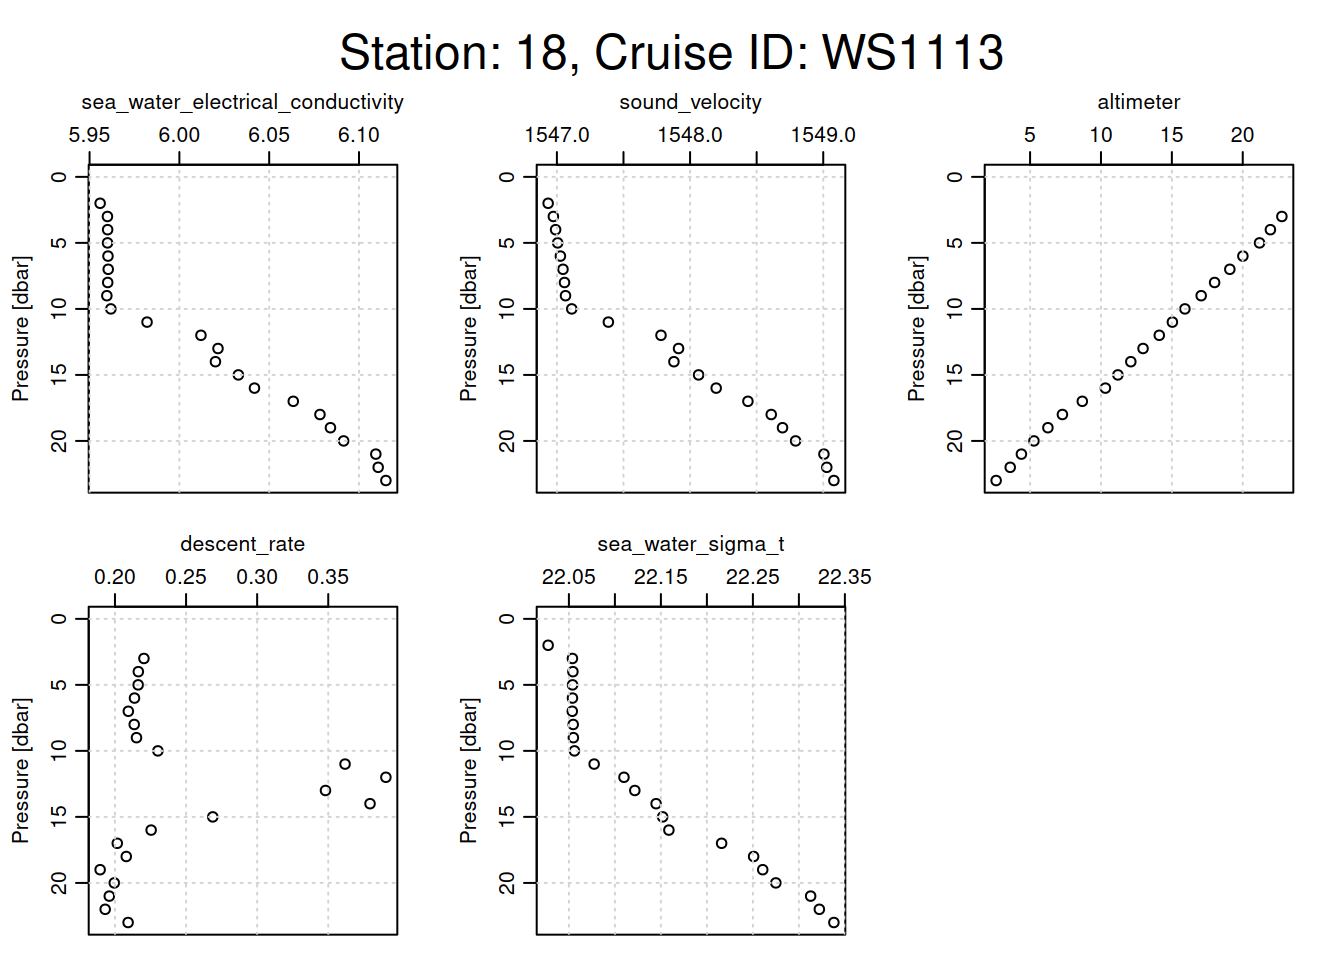 Station: 18, Cruise ID: WS1113
sea_water_electrical_conductivity
5.95 6.00 6.05 6.10
Pressure [dbar]
0 5 10 15 20
sound_velocity
1547.0 1548.0 1549.0
Pressure [dbar]
0 5 10 15 20
altimeter
5 10 15 20
Pressure [dbar]
0 5 10 15 20
descent_rate
0.20 0.25 0.30 0.35
Pressure [dbar]
0 5 10 15 20
sea_water_sigma_t
22.05 22.15 22.25 22.35
Pressure [dbar]
0 5 10 15 20